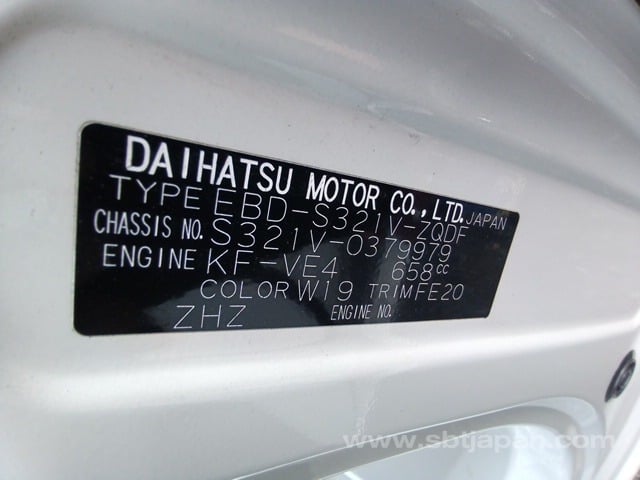 DAIHATSU MOTOR CO., LTD. JAPAN
TYPE EBD-S321V-ZQDF
CHASSIS NO. S321V-0379979
ENGINE KF-VE4 658cc
COLOR W19 TRIM FE20
ZHZ ENGINE NO.
www.sbtjapan.com